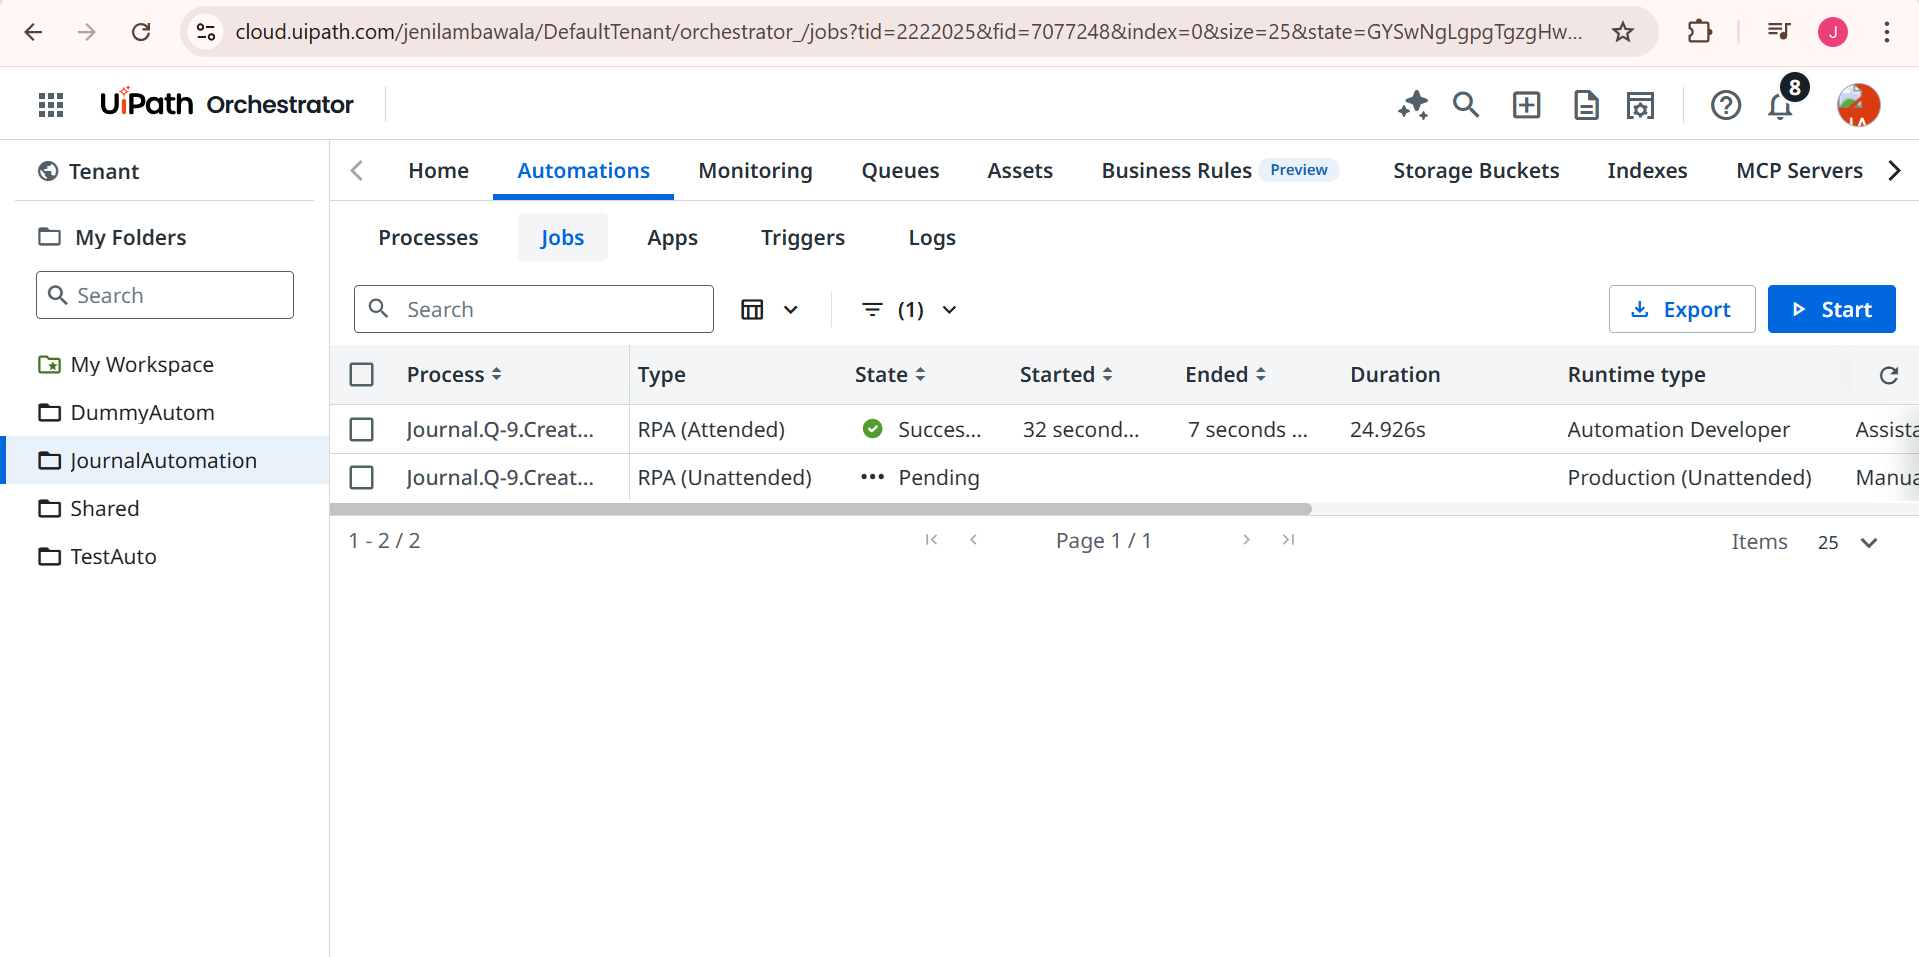 cloud.uipath.com/jenilambawala/DefaultTenant/orchestrator_/jobs?tid=2222025&fid=7077248&index=0&size=25&state=GYSwNgLgpgTgzgHw...
J
UiPath Orchestrator
8
Tenant
Home Automations Monitoring Queues Assets Business Rules Preview Storage Buckets Indexes MCP Servers
My Folders
Processes Jobs Apps Triggers Logs
Search
Search (1) Export Start
My Workspace
DummyAutom
JournalAutomation
Shared
TestAuto
Process Type State Started Ended Duration Runtime type
Journal.Q-9.Creat... RPA (Attended) Succes... 32 second... 7 seconds ... 24.926s Automation Developer Assista
Journal.Q-9.Creat... RPA (Unattended) Pending Production (Unattended) Manua
1 - 2 / 2 Page 1 / 1 Items 25